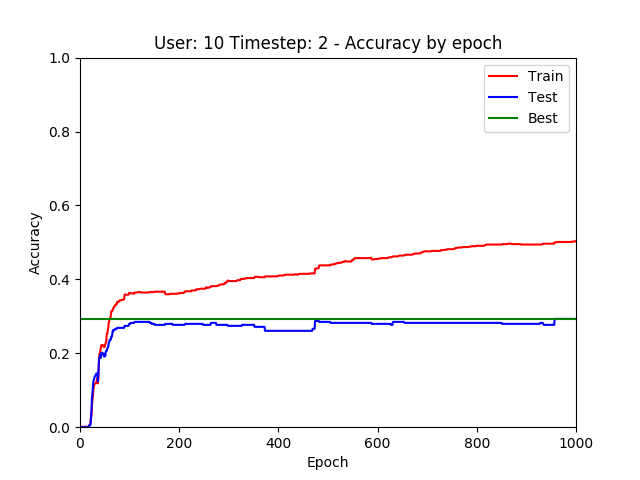 User: 10 Timestep: 2 - Accuracy by epoch
1.0
0.8
0.6
0.4
0.2
0.0
Accuracy
Train
Test
Best
0 200 400 600 800 1000
Epoch